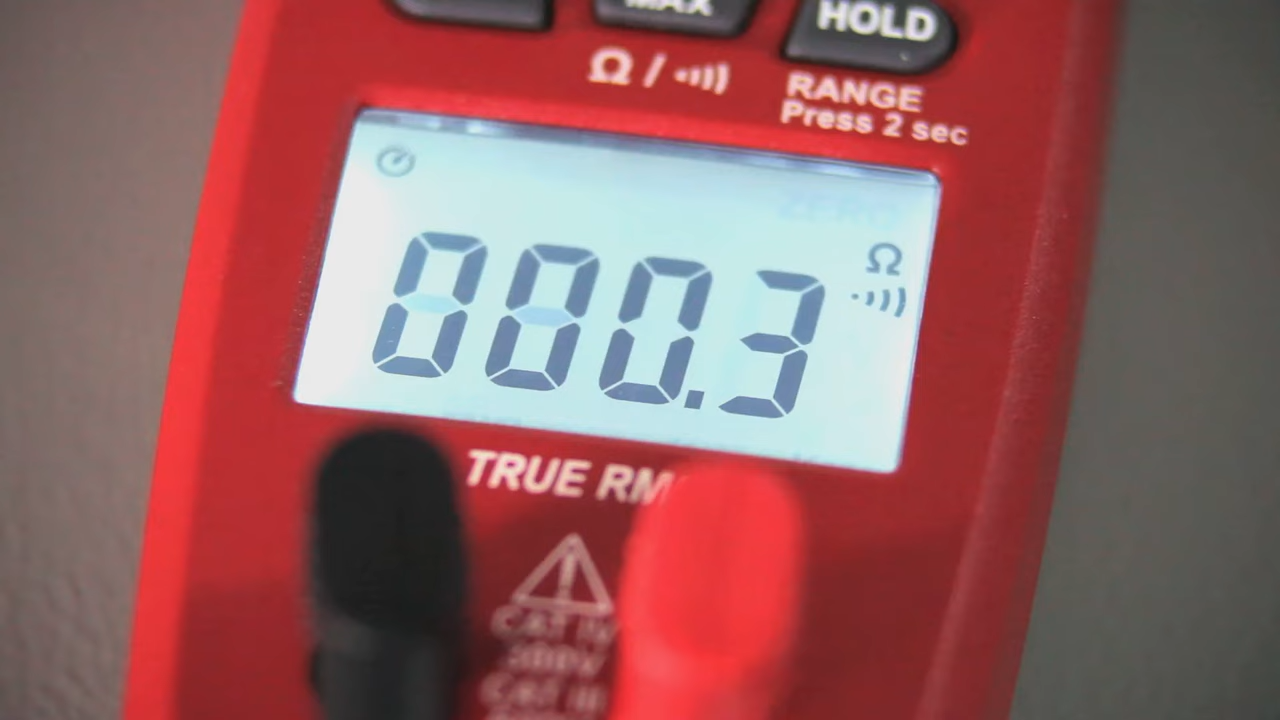 MAX
HOLD
Ω /
RANGE
Press 2 sec
Ω
000.3
TRUE RM
CAT IV
CAT III